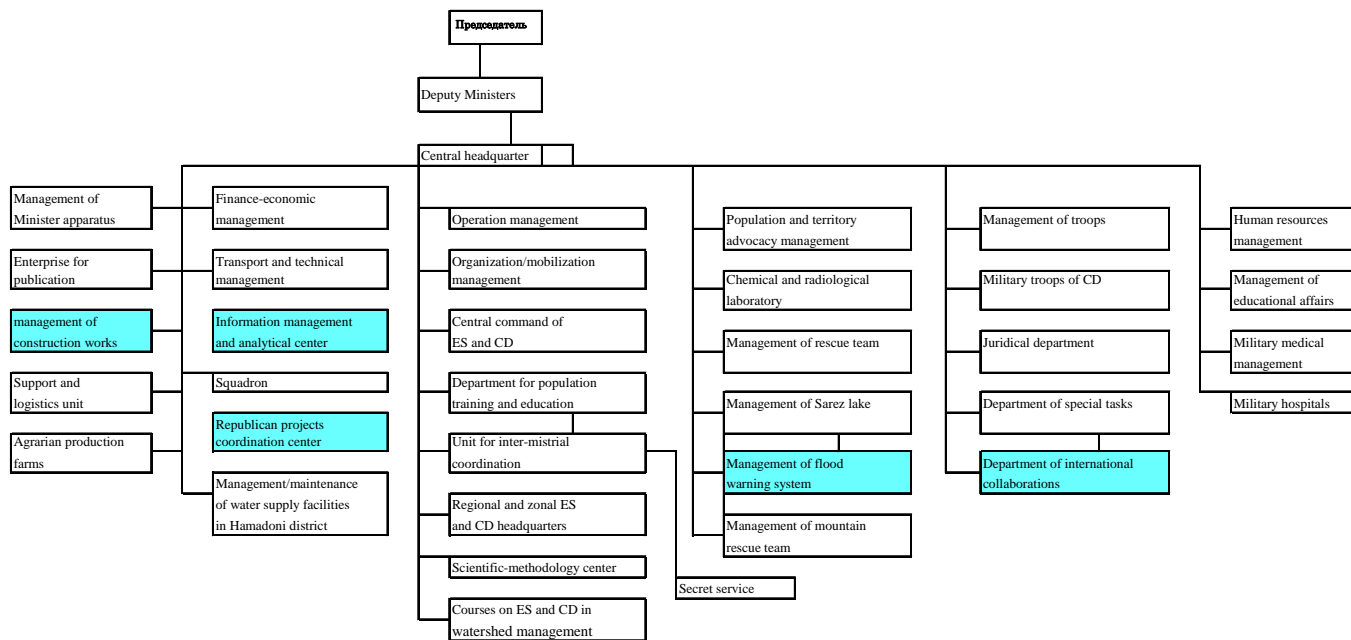 Председатель
Deputy Ministers
Central headquarter
Management of
Minister apparatus
Enterprise for
publication
management of
construction works
Support and
logistics unit
Agrarian production
farms
Finance-economic
management
Transport and technical
management
Information management
and analytical center
Squadron
Republican projects
coordination center
Management/maintenance
of water supply facilities
in Hamadoni district
Operation management
Organization/mobilization
management
Central command of
ES and CD
Department for population
training and education
Unit for inter-mistrial
coordination
Regional and zonal ES
and CD headquarters
Scientific-methodology center
Courses on ES and CD in
watershed management
Secret service
Population and territory
advocacy management
Chemical and radiological
laboratory
Management of rescue team
Management of Sarez lake
Management of flood
warning system
Management of mountain
rescue team
Management of troops
Military troops of CD
Juridical department
Department of special tasks
Department of international
collaborations
Human resources
management
Management of
educational affairs
Military medical
management
Military hospitals